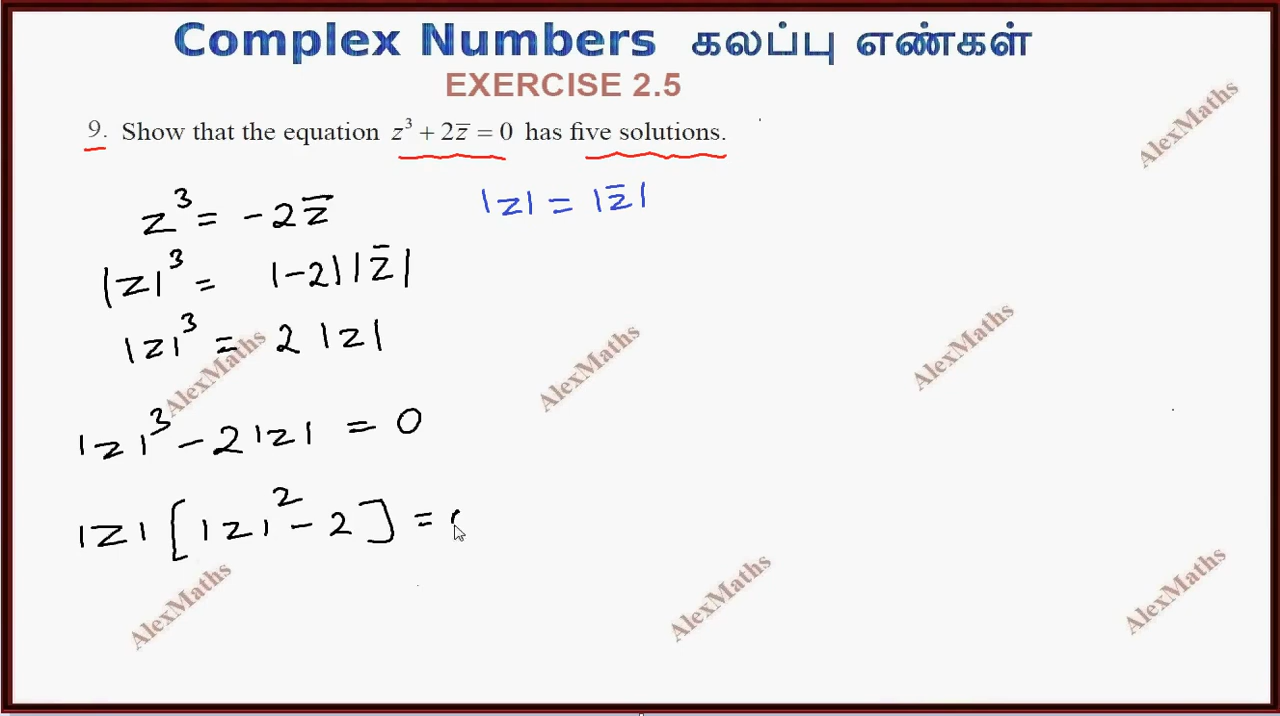 Complex Numbers கலப்பு எண்கள்
EXERCISE 2.5
9. Show that the equation z³ + 2z̅ = 0 has five solutions.
z³ = -2z̅ |z| = |z̅|
|z|³ = |-2| |z̅|
|z|³ = 2 |z|
|z|³ - 2|z| = 0
|z| [|z|² - 2] =
AlexMaths
AlexMaths
AlexMaths
AlexMaths
AlexMaths
AlexMaths
AlexMaths